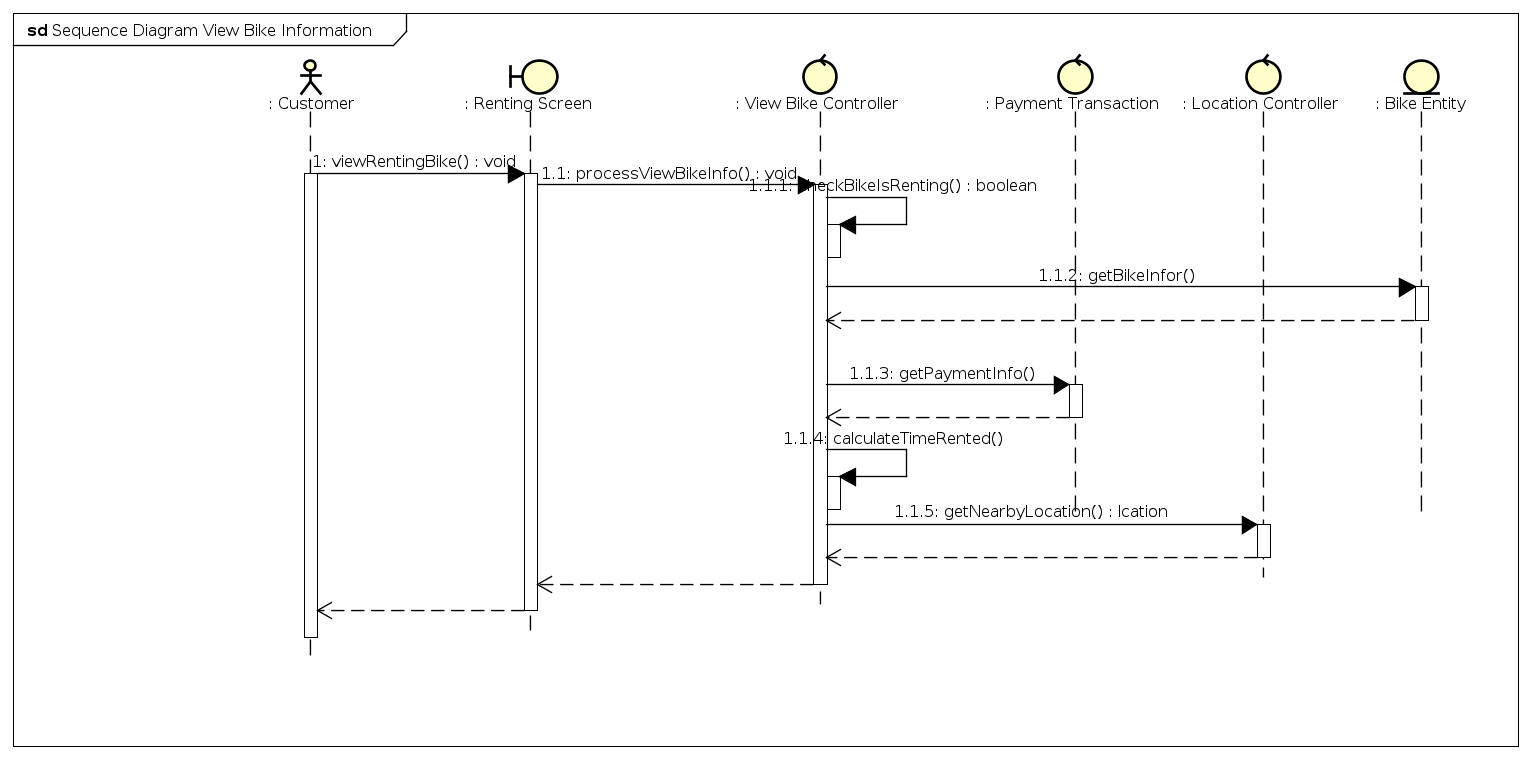 sd Sequence Diagram View Bike Information
: Customer
: Renting Screen
: View Bike Controller
: Payment Transaction
: Location Controller
: Bike Entity
1: viewRentingBike() : void
1.1: processViewBikeInfo() : void
1.1.1: checkBikeIsRenting() : boolean
1.1.2: getBikeInfor()
1.1.3: getPaymentInfo()
1.1.4: calculateTimeRented()
1.1.5: getNearbyLocation() : lcation